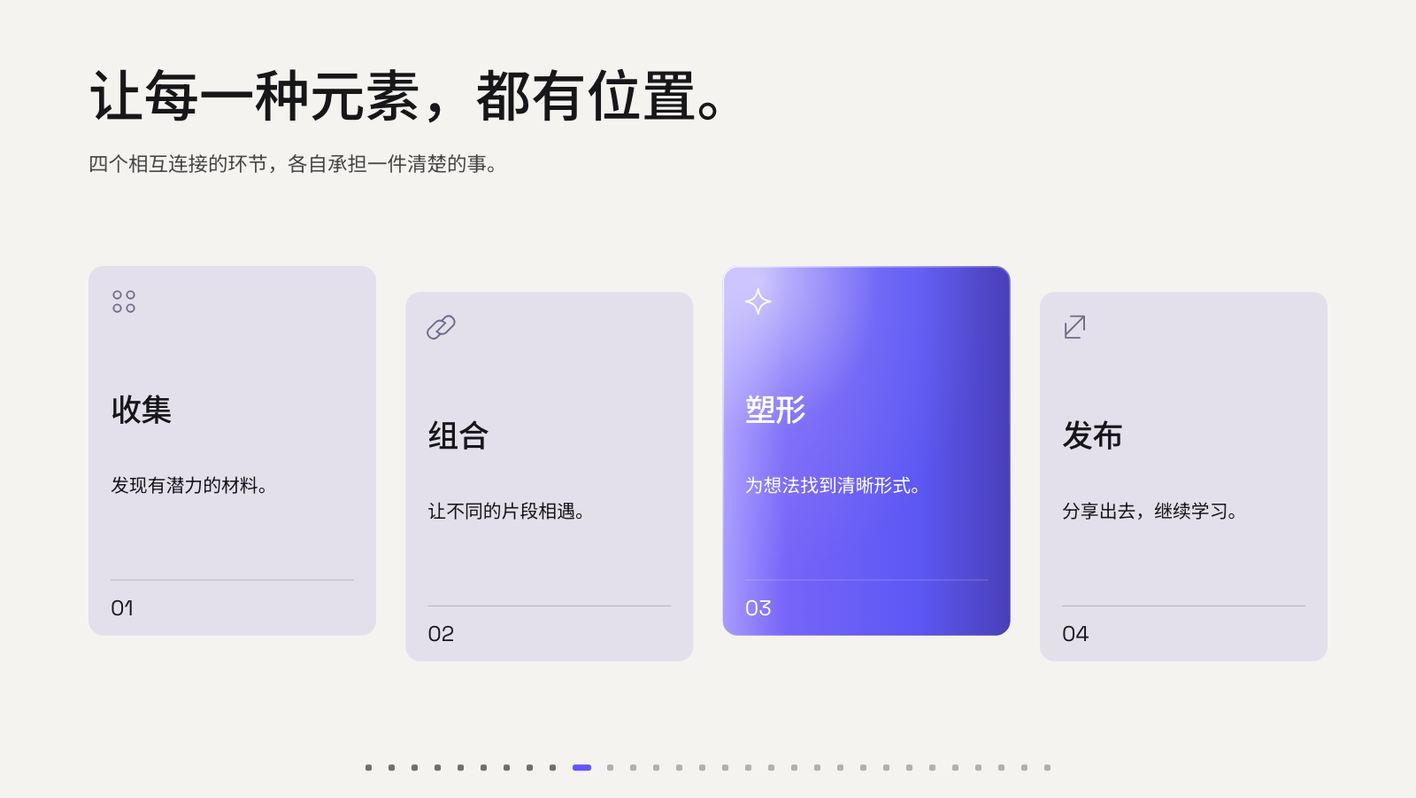 让每一种元素，都有位置。
四个相互连接的环节，各自承担一件清楚的事。
收集
发现有潜力的材料。
01
组合
让不同的片段相遇。
02
塑形
为想法找到清晰形式。
03
发布
分享出去，继续学习。
04